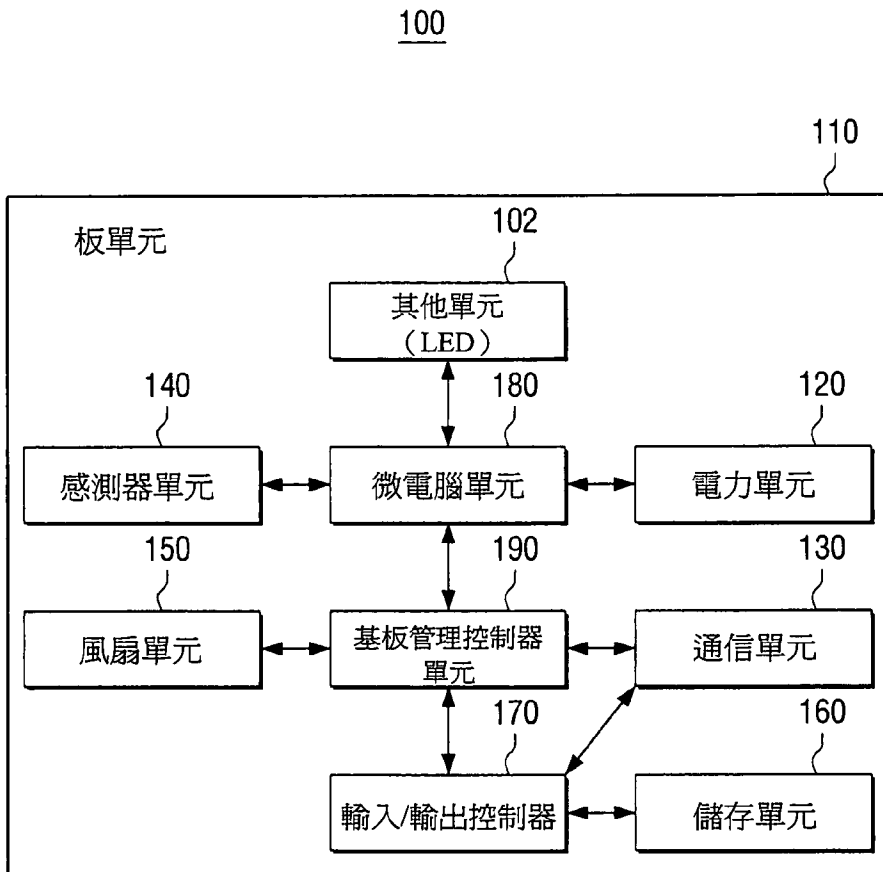 100
110
板單元
102
其他單元
（LED）
140
180
120
感測器單元
微電腦單元
電力單元
150
190
130
風扇單元
基板管理控制器
單元
通信單元
170
160
輸入/輸出控制器
儲存單元